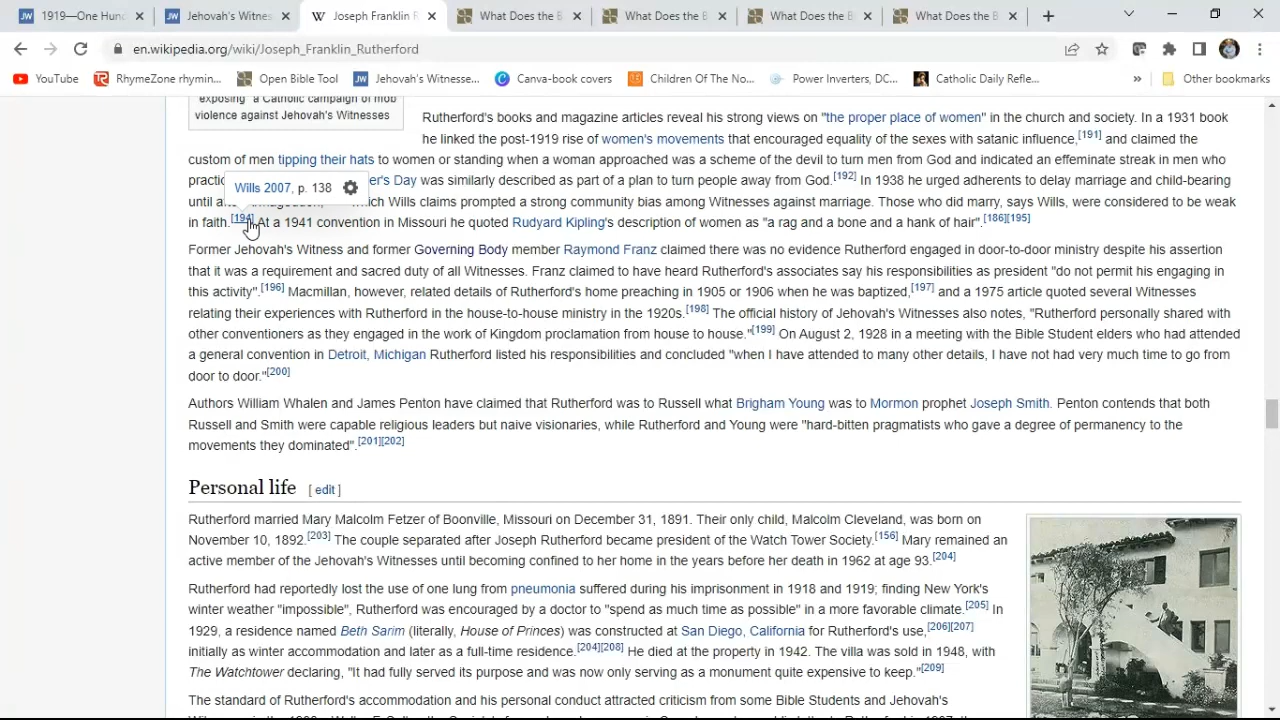 1919—One Hun
Jehovah's Witnes
Joseph Franklin R
What Does the B
What Does the B
What Does the B
What Does the B
en.wikipedia.org/wiki/Joseph_Franklin_Rutherford
YouTube
RhymeZone rhymin...
Open Bible Tool
Jehovah's Witnesse...
Canva-book covers
Children Of The No...
Power Inverters, DC...
Catholic Daily Refle...
Other bookmarks
exposing "a Catholic campaign of mob
violence against Jehovah's Witnesses
Rutherford's books and magazine articles reveal his strong views on "the proper place of women" in the church and society. In a 1931 book
he linked the post-1919 rise of women's movements that encouraged equality of the sexes with satanic influence,[191] and claimed the
custom of men tipping their hats to women or standing when a woman approached was a scheme of the devil to turn men from God and indicated an effeminate streak in men who
practic er's Day was similarly described as part of a plan to turn people away from God.[192] In 1938 he urged adherents to delay marriage and child-bearing
until which Wills claims prompted a strong community bias among Witnesses against marriage. Those who did marry, says Wills, were considered to be weak
in faith.[194] At a 1941 convention in Missouri he quoted Rudyard Kipling's description of women as "a rag and a bone and a hank of hair".[186][195]
Wills 2007, p. 138
Former Jehovah's Witness and former Governing Body member Raymond Franz claimed there was no evidence Rutherford engaged in door-to-door ministry despite his assertion
that it was a requirement and sacred duty of all Witnesses. Franz claimed to have heard Rutherford's associates say his responsibilities as president "do not permit his engaging in
this activity".[196] Macmillan, however, related details of Rutherford's home preaching in 1905 or 1906 when he was baptized,[197] and a 1975 article quoted several Witnesses
relating their experiences with Rutherford in the house-to-house ministry in the 1920s.[198] The official history of Jehovah's Witnesses also notes, "Rutherford personally shared with
other conventioners as they engaged in the work of Kingdom proclamation from house to house."[199] On August 2, 1928 in a meeting with the Bible Student elders who had attended
a general convention in Detroit, Michigan Rutherford listed his responsibilities and concluded "when I have attended to many other details, I have not had very much time to go from
door to door."[200]
Authors William Whalen and James Penton have claimed that Rutherford was to Russell what Brigham Young was to Mormon prophet Joseph Smith. Penton contends that both
Russell and Smith were capable religious leaders but naive visionaries, while Rutherford and Young were "hard-bitten pragmatists who gave a degree of permanency to the
movements they dominated".[201][202]
Personal life [ edit ]
Rutherford married Mary Malcolm Fetzer of Boonville, Missouri on December 31, 1891. Their only child, Malcolm Cleveland, was born on
November 10, 1892.[203] The couple separated after Joseph Rutherford became president of the Watch Tower Society.[156] Mary remained an
active member of the Jehovah's Witnesses until becoming confined to her home in the years before her death in 1962 at age 93.[204]
Rutherford had reportedly lost the use of one lung from pneumonia suffered during his imprisonment in 1918 and 1919; finding New York's
winter weather "impossible", Rutherford was encouraged by a doctor to "spend as much time as possible" in a more favorable climate.[205] In
1929, a residence named Beth Sarim (literally, House of Princes) was constructed at San Diego, California for Rutherford's use,[206][207]
initially as winter accommodation and later as a full-time residence.[204][208] He died at the property in 1942. The villa was sold in 1948, with
The Watchtower declaring, "It had fully served its purpose and was now only serving as a monument quite expensive to keep."[209]
The standard of Rutherford's accommodation and his personal conduct attracted criticism from some Bible Students and Jehovah's